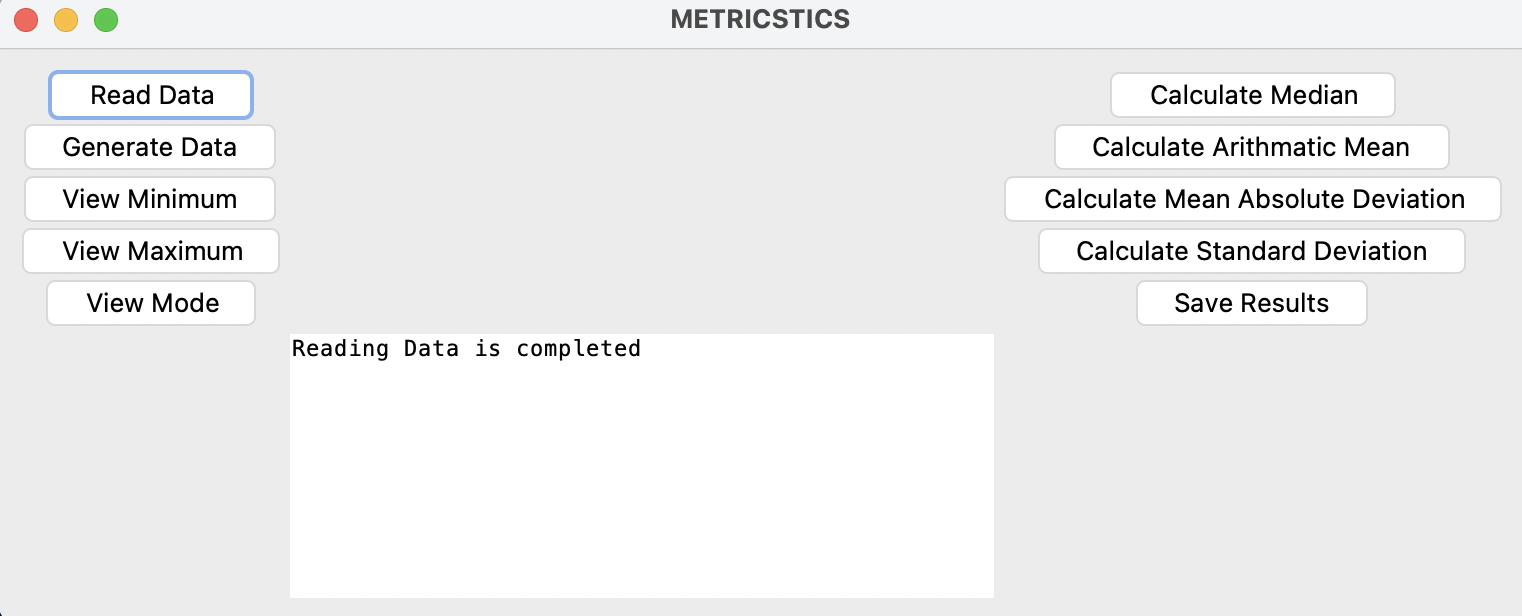 METRICSTICS
Read Data
Generate Data
View Minimum
View Maximum
View Mode
Calculate Median
Calculate Arithmatic Mean
Calculate Mean Absolute Deviation
Calculate Standard Deviation
Save Results
Reading Data is completed